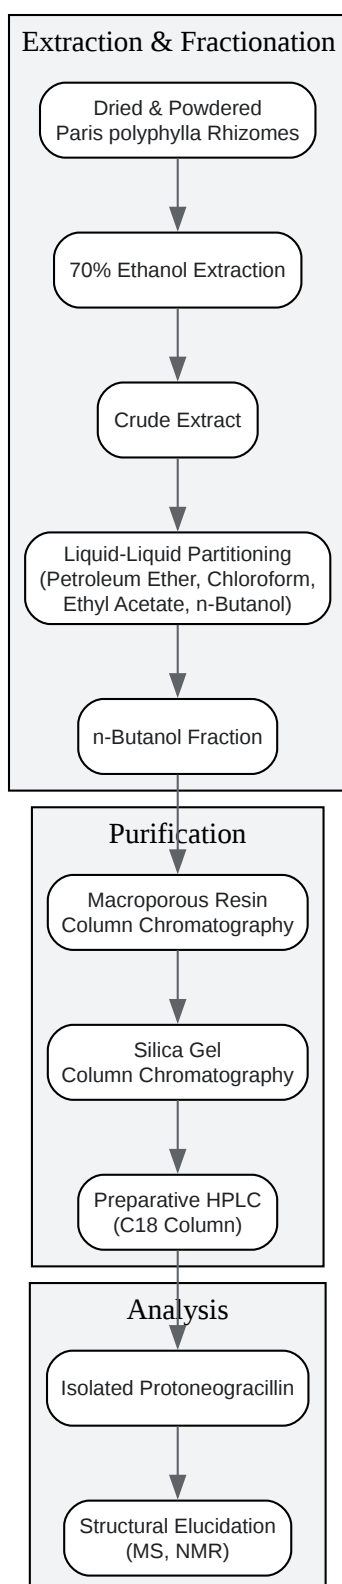 Extraction & Fractionation
Dried & Powdered
Paris polyphylla Rhizomes
70% Ethanol Extraction
Crude Extract
Liquid-Liquid Partitioning
(Petroleum Ether, Chloroform,
Ethyl Acetate, n-Butanol)
n-Butanol Fraction
Purification
Macroporous Resin
Column Chromatography
Silica Gel
Column Chromatography
Preparative HPLC
(C18 Column)
Analysis
Isolated Protoneogracillin
Structural Elucidation
(MS, NMR)